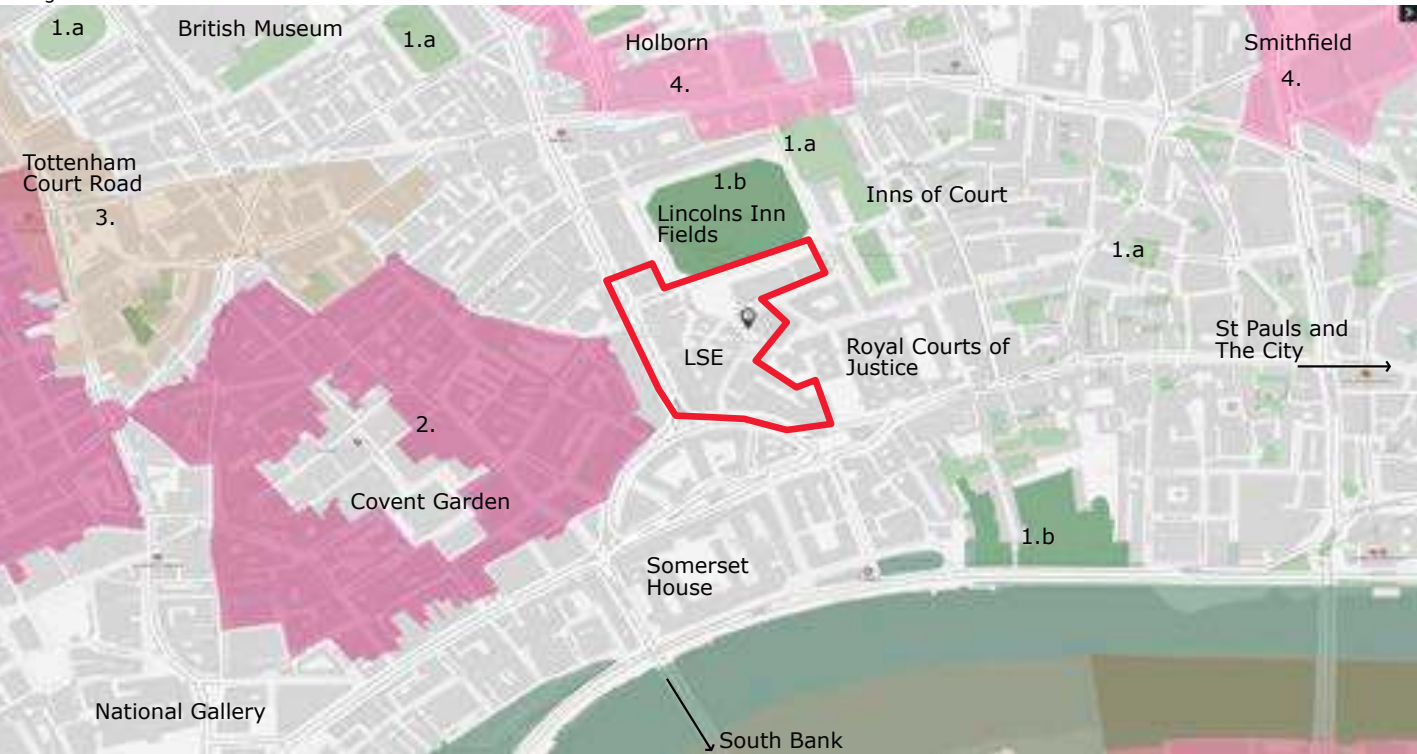 1.a
British Museum
1.a
Holborn
4.
Smithfield
4.
Tottenham
Court Road
3.
1.a
1.b
Lincolns Inn
Fields
Inns of Court
1.a
LSE
Royal Courts of
Justice
St Pauls and
The City
2.
Covent Garden
1.b
Somerset
House
National Gallery
South Bank